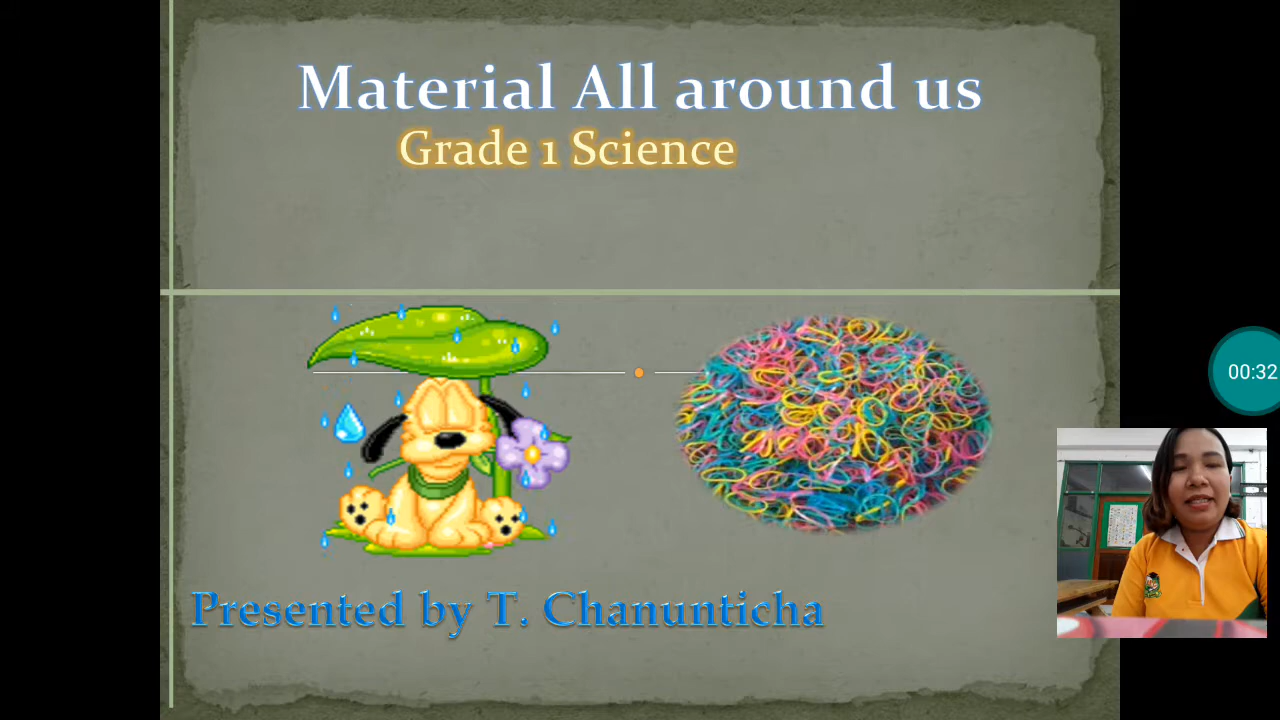 Material All around us
Grade 1 Science
00:32
Presented by T. Chanunticha